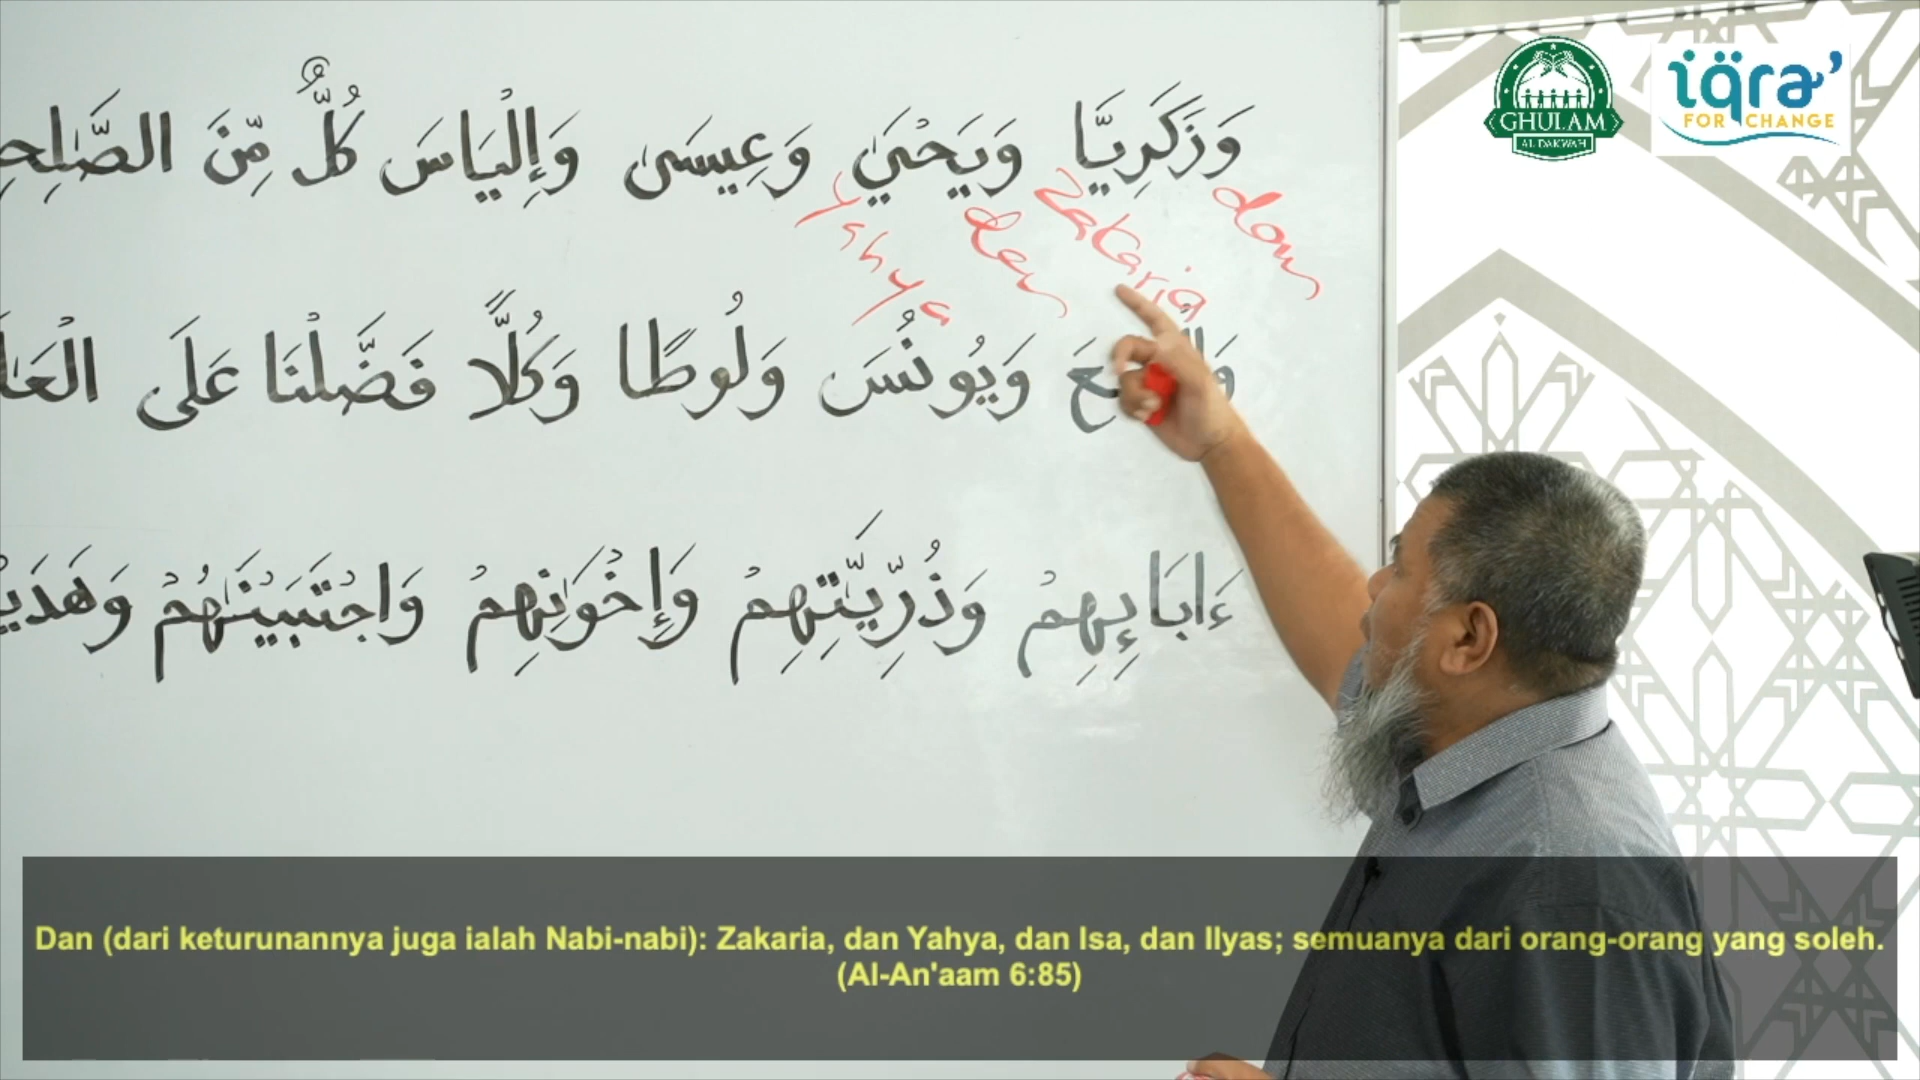 وَزَكَرِيَّا وَيَحْيَىٰ وَعِيسَىٰ وَإِلْيَاسَ كُلٌّ مِّنَ
dan
Zakaria
dan
Yahya
وَيُونُسَ وَلُوطًا وَكُلًّا فَضَّلْنَا عَلَى
ءَابَائِهِمْ وَذُرِّيَّٰتِهِمْ وَإِخْوَٰنِهِمْ وَاجْتَبَيْنَٰهُمْ
GHULAM
AL-DAKWAH
iqra'
FOR CHANGE
Dan (dari keturunannya juga ialah Nabi-nabi): Zakaria, dan Yahya, dan Isa, dan Ilyas; semuanya dari orang-orang yang soleh.
(Al-An'aam 6:85)